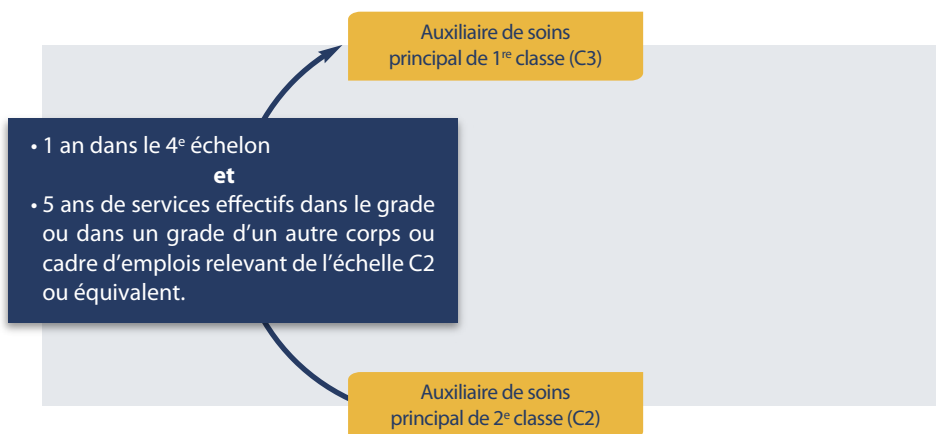 Auxiliaire de soins
principal de 1re classe (C3)
• 1 an dans le 4e échelon
et
• 5 ans de services effectifs dans le grade
ou dans un grade d’un autre corps ou
cadre d’emplois relevant de l’échelle C2
ou équivalent.
Auxiliaire de soins
principal de 2e classe (C2)